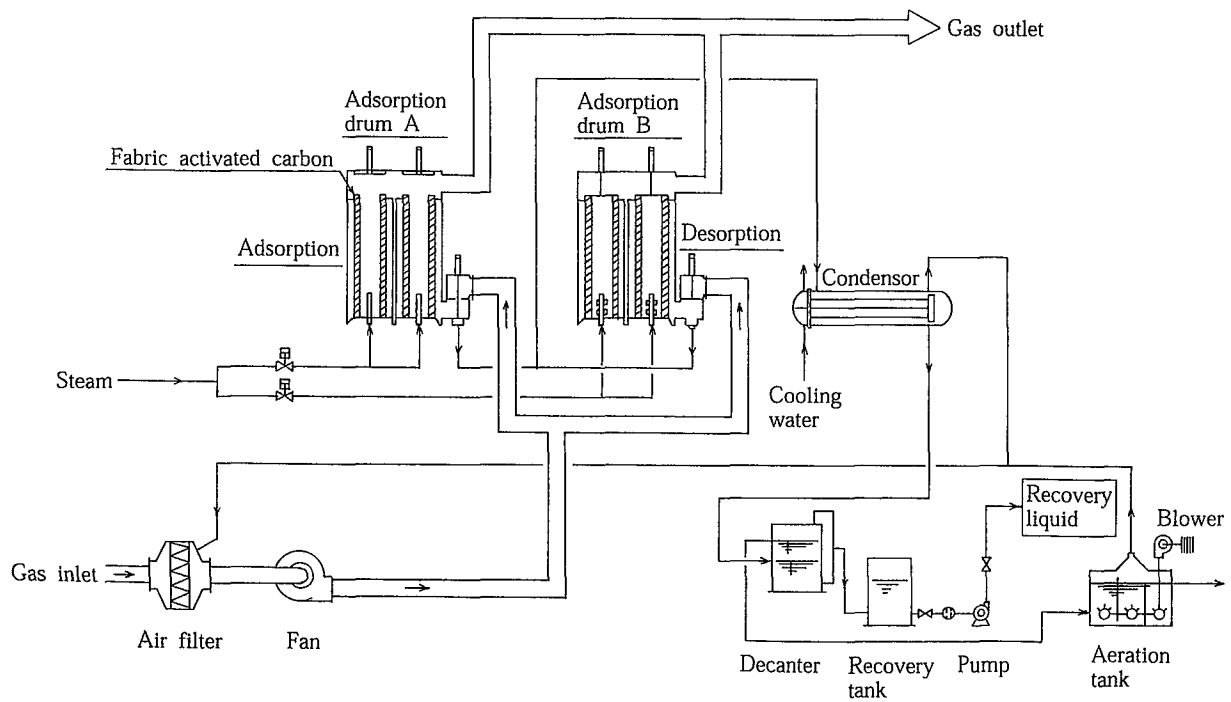 Gas outlet
Adsorption
drum A
Adsorption
drum B
Fabric activated carbon
Adsorption
Desorption
Condensor
Steam
Cooling
water
Recovery
liquid
Blower
Gas inlet
Air filter
Fan
Decanter
Recovery
tank
Pump
Aeration
tank